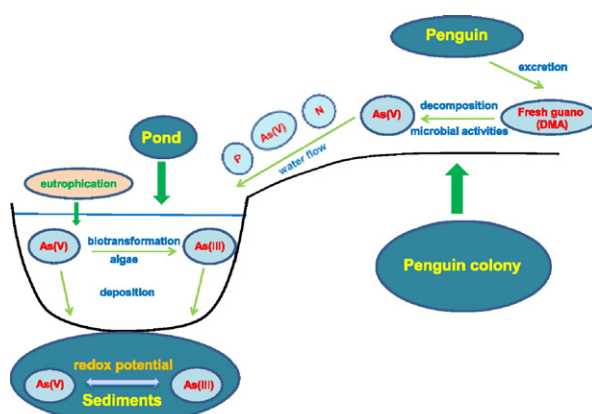 Penguin
excretion
Fresh guano
(DMA)
decomposition
microbial activities
As(V)
N
As(V)
P
water flow
Pond
eutrophication
As(V)
biotransformation
algae
As(III)
deposition
Penguin colony
redox potential
As(V)
As(III)
Sediments